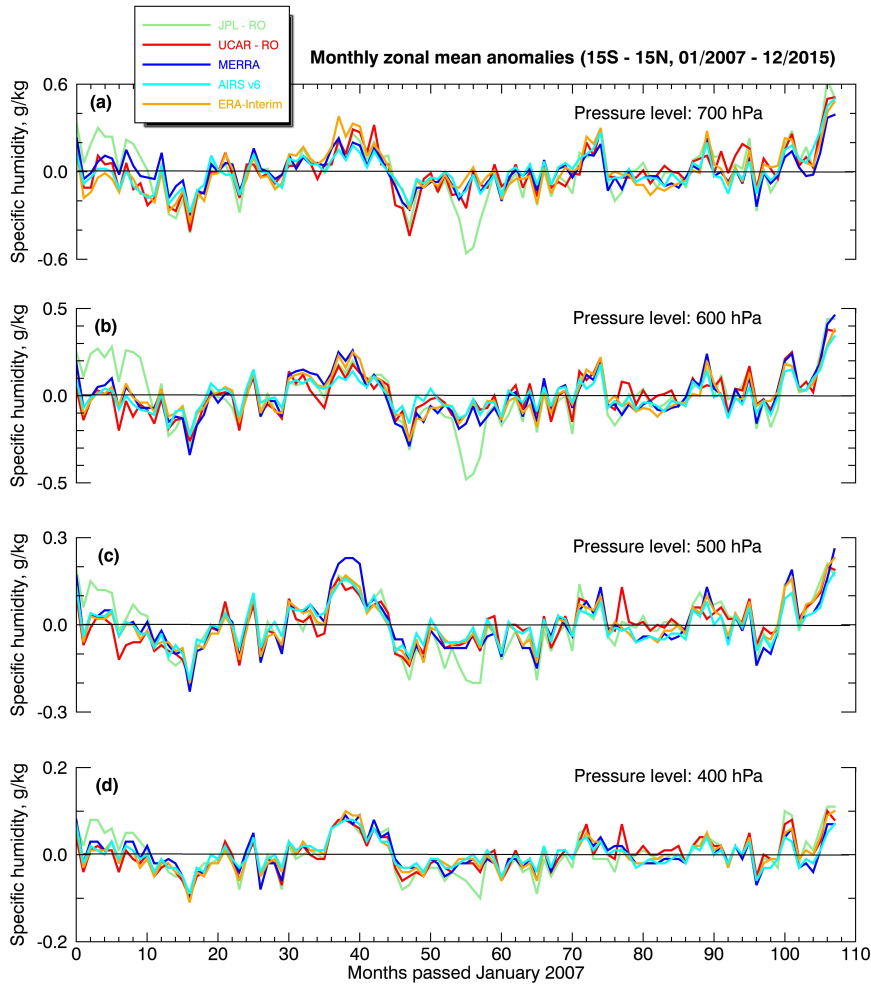 JPL - RO
UCAR - RO
MERRA
AIRS v6
ERA-Interim
Monthly zonal mean anomalies (15S - 15N, 01/2007 - 12/2015)
(a)
Pressure level: 700 hPa
Specific humidity, g/kg
0.6
0.0
-0.6
(b)
Pressure level: 600 hPa
Specific humidity, g/kg
0.5
0.0
-0.5
(c)
Pressure level: 500 hPa
Specific humidity, g/kg
0.3
0.0
-0.3
(d)
Pressure level: 400 hPa
Specific humidity, g/kg
0.2
0.0
-0.2
0 10 20 30 40 50 60 70 80 90 100 110
Months passed January 2007